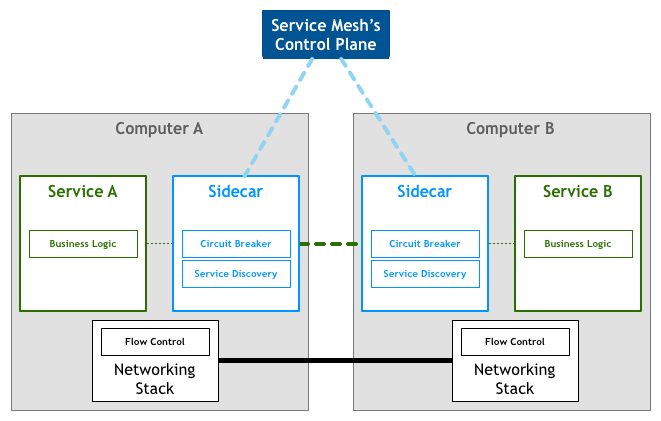 Service Mesh's
Control Plane
Computer A
Computer B
Service A
Sidecar
Sidecar
Service B
Business Logic
Circuit Breaker
Circuit Breaker
Business Logic
Service Discovery
Service Discovery
Flow Control
Flow Control
Networking
Stack
Networking
Stack